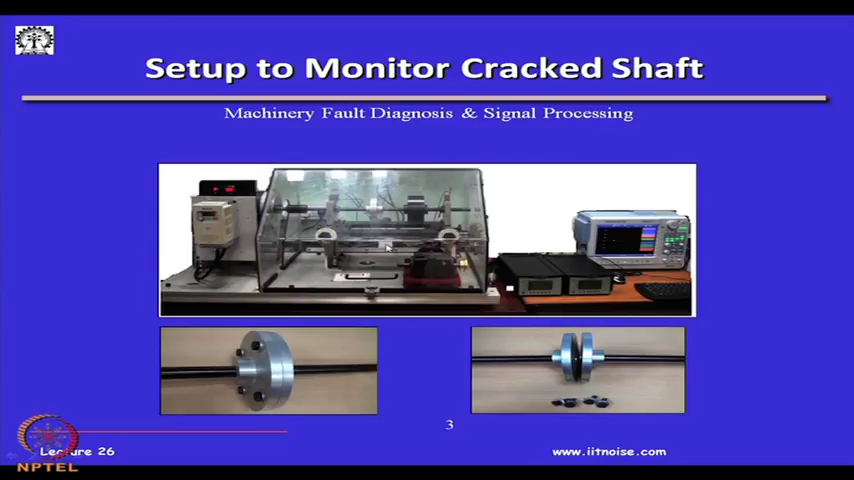 Setup to Monitor Cracked Shaft
Machinery Fault Diagnosis & Signal Processing
3
Lecture 26
www.iitnoise.com
NPTEL